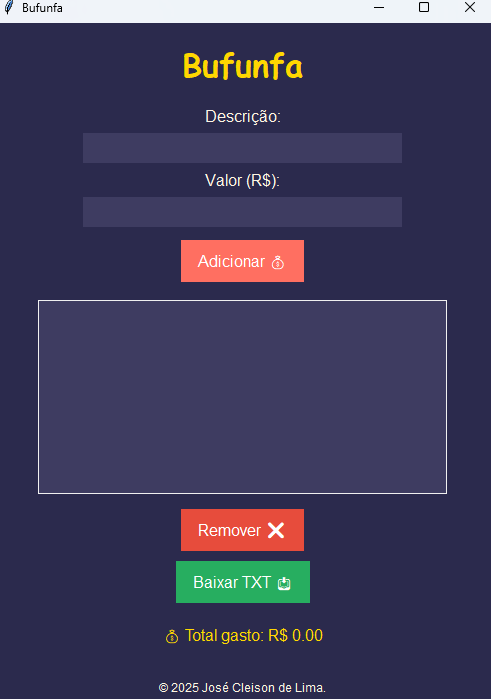 Bufunfa
Bufunfa
Descrição:
Valor (R$):
Adicionar 💰
Remover ❌
Baixar TXT 📥
💰 Total gasto: R$ 0.00
© 2025 José Cleison de Lima.